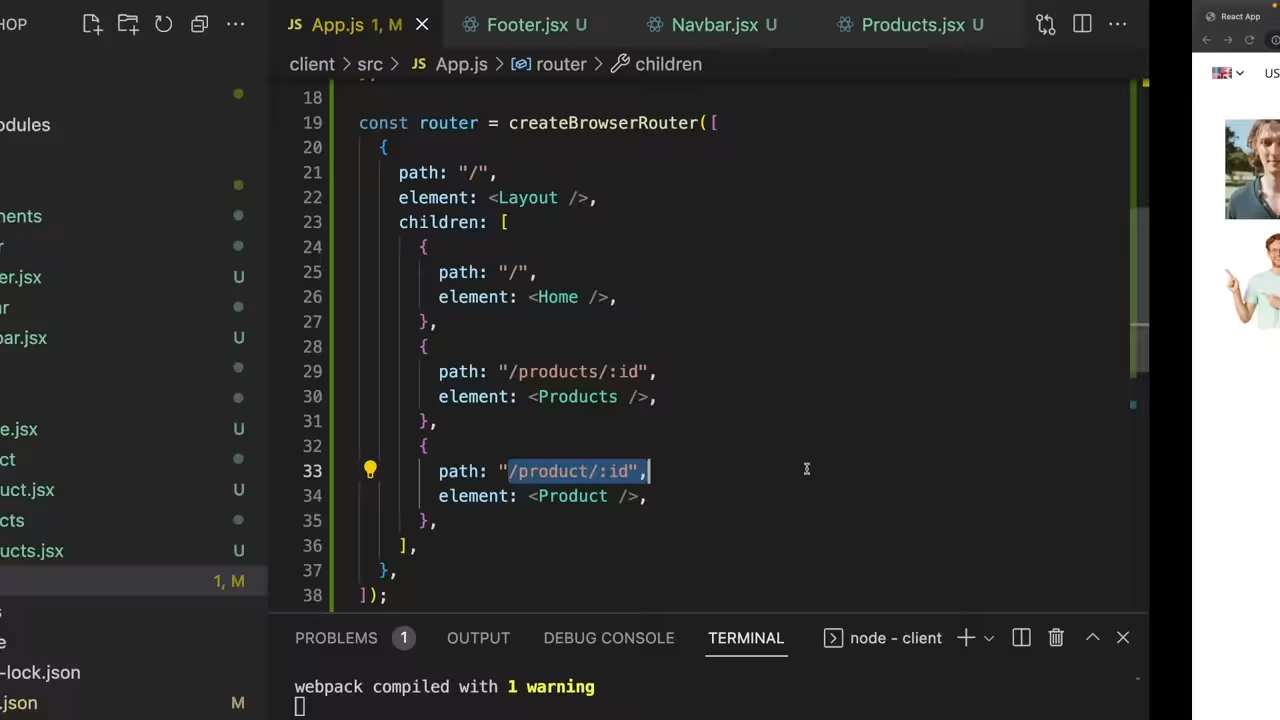 HOP
App.js 1, M
Footer.jsx U
Navbar.jsx U
Products.jsx U
client > src > JS App.js > router > children
18
19 const router = createBrowserRouter([
20 {
21 path: "/",
22 element: <Layout />,
23 children: [
24 {
25 path: "/",
26 element: <Home />,
27 },
28 {
29 path: "/products/:id",
30 element: <Products />,
31 },
32 {
33 path: "/product/:id",
34 element: <Product />,
35 },
36 ],
37 },
38 ]);
odules
nents
r
er.jsx U
ar
bar.jsx U
e.jsx U
ct
uct.jsx U
cts
ucts.jsx U
1, M
s
e
-lock.json
.json M
PROBLEMS 1 OUTPUT DEBUG CONSOLE TERMINAL node - client
webpack compiled with 1 warning
React App
US